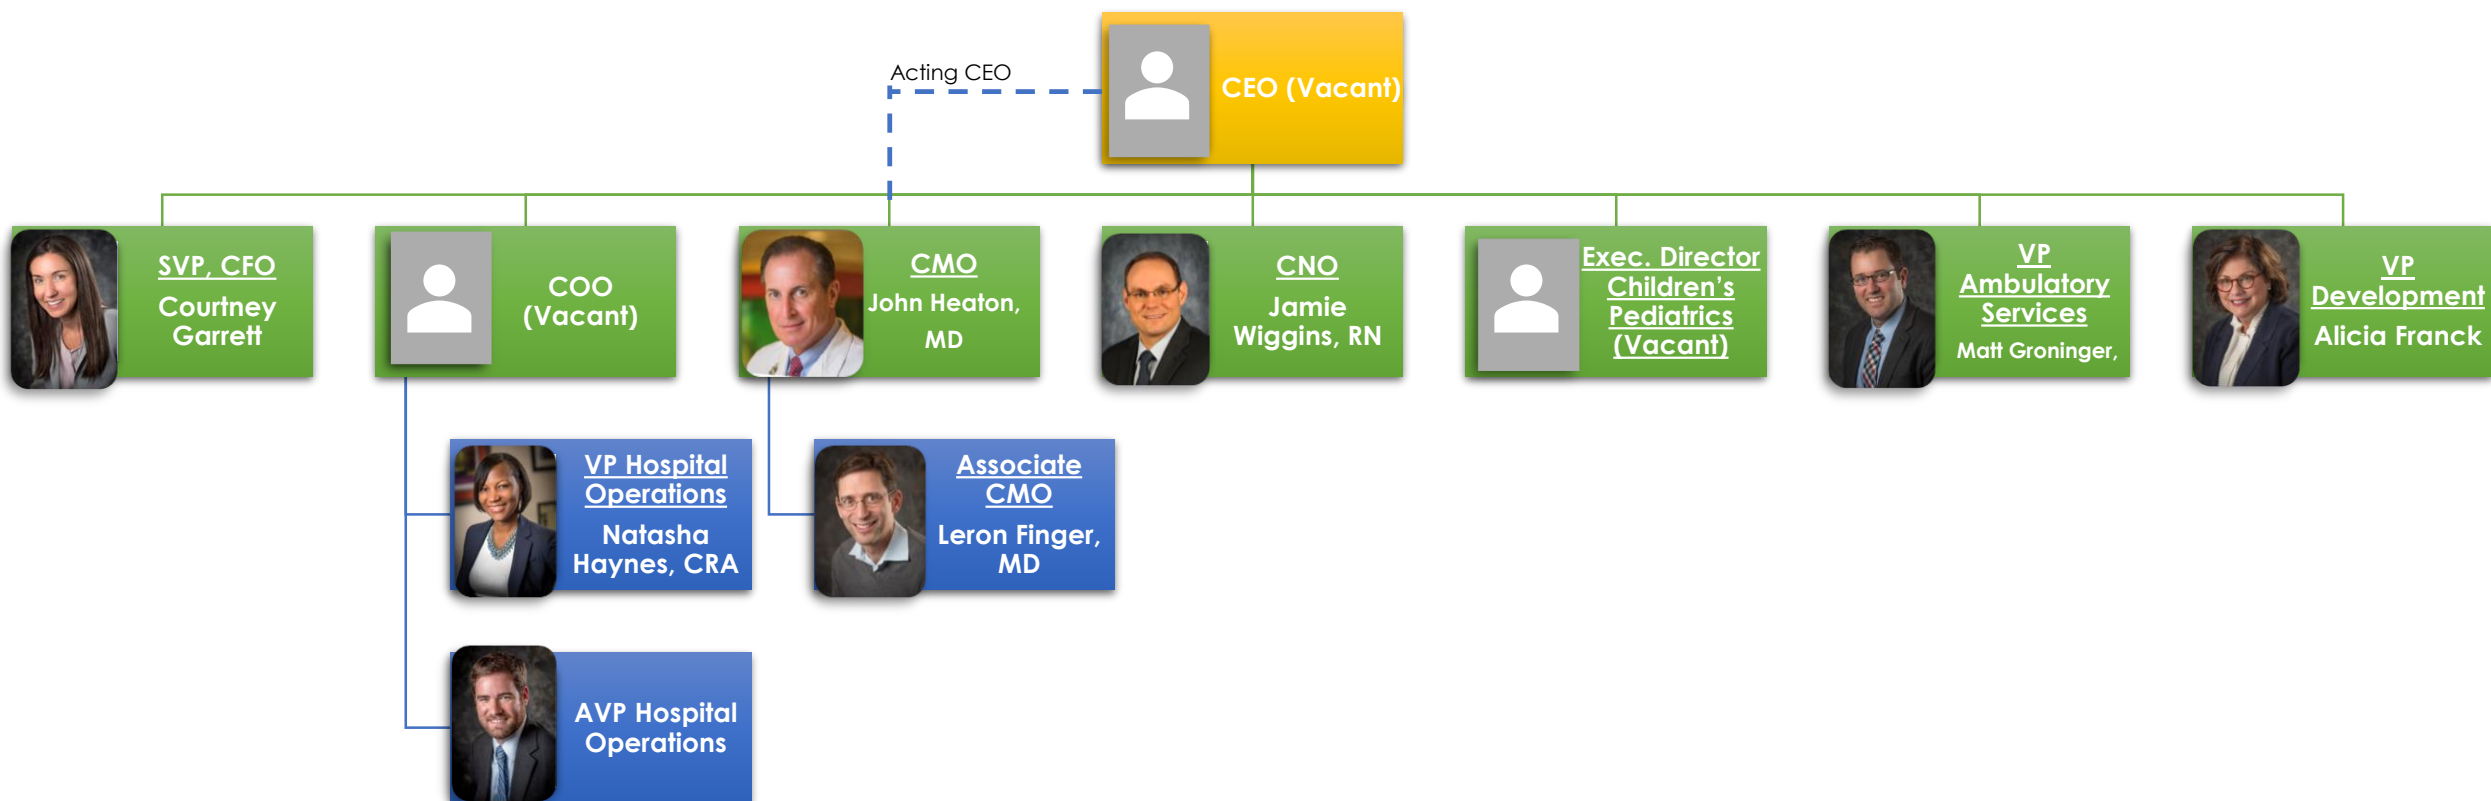 Acting CEO
CEO (Vacant)
SVP, CFO
Courtney
Garrett
COO
(Vacant)
CMO
John Heaton,
MD
CNO
Jamie
Wiggins, RN
Exec. Director
Children’s
Pediatrics
(Vacant)
VP
Ambulatory
Services
Matt Groninger,
VP
Development
Alicia Franck
VP Hospital
Operations
Natasha
Haynes, CRA
Associate
CMO
Leron Finger,
MD
AVP Hospital
Operations